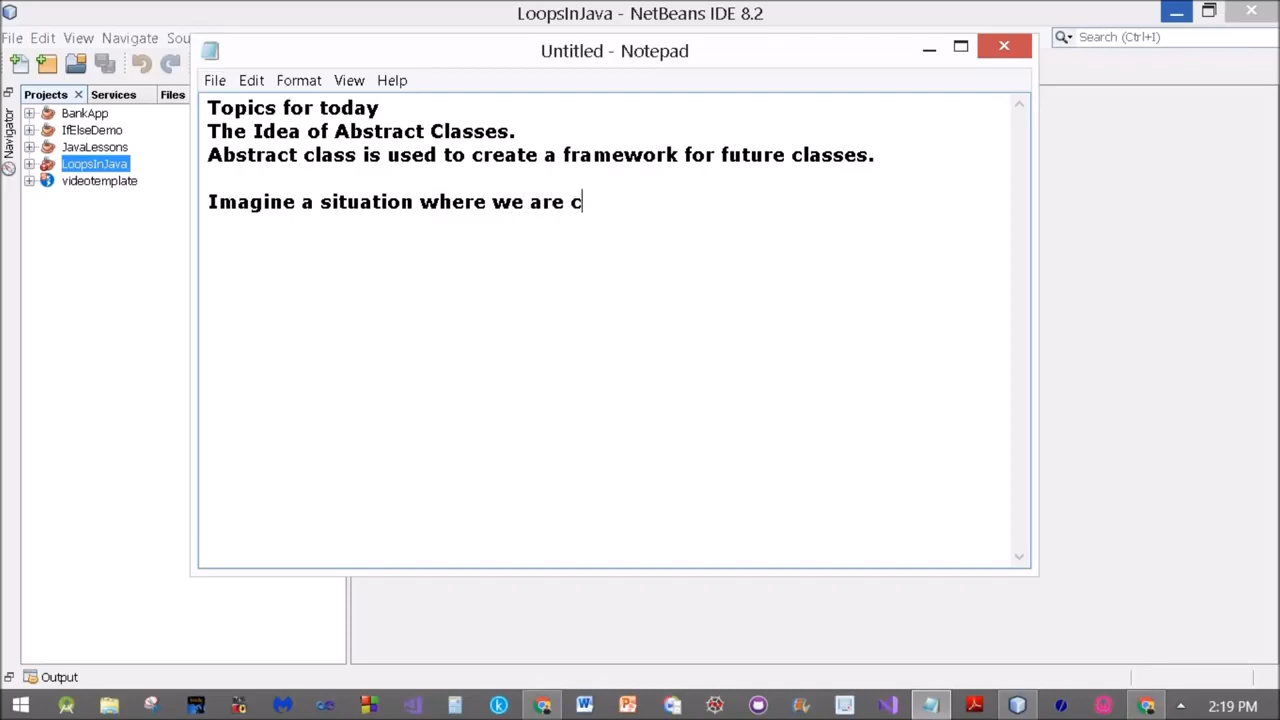 LoopsInJava - NetBeans IDE 8.2
File Edit View Navigate Sou
Search (Ctrl+I)
Untitled - Notepad
File Edit Format View Help
Projects Services Files
Navigator
BankApp
IfElseDemo
JavaLessons
LoopsInJava
videotemplate
Topics for today
The Idea of Abstract Classes.
Abstract class is used to create a framework for future classes.
Imagine a situation where we are c
Output
2:19 PM